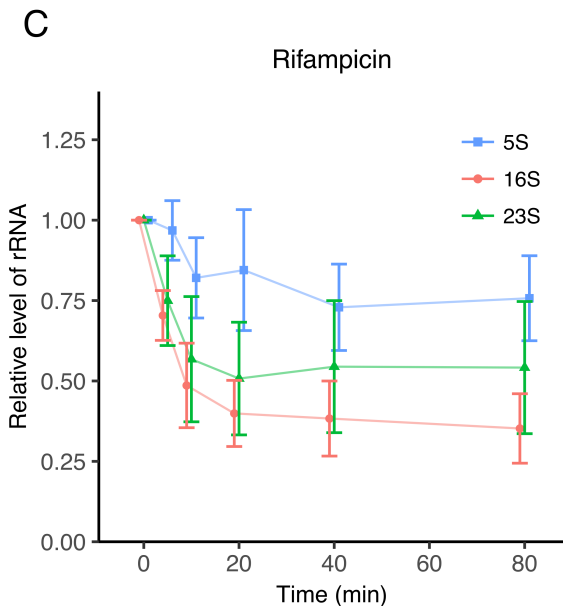 C
Rifampicin
Relative level of rRNA
1.25
1.00
0.75
0.50
0.25
0.00
5S
16S
23S
0 20 40 60 80
Time (min)